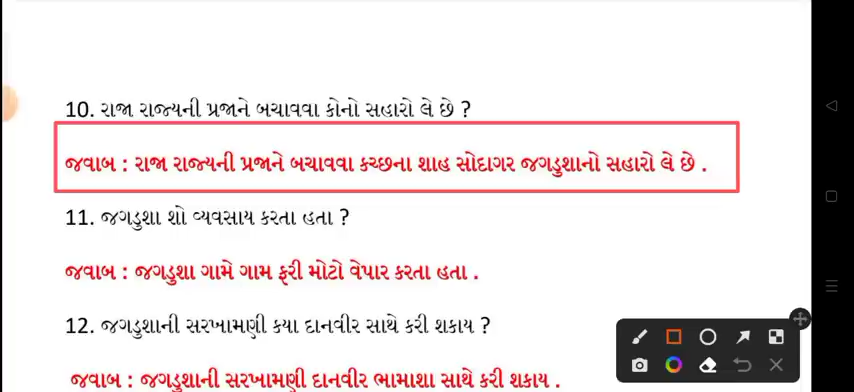 10. રાજા રાજ્યની પ્રજાને બચાવવા કોનો સહારો લે છે ?
જવાબ : રાજા રાજ્યની પ્રજાને બચાવવા કચ્છના શાહ સોદાગર જગડુશાનો સહારો લે છે .
11. જગડુશા શો વ્યવસાય કરતા હતા ?
જવાબ : જગડુશા ગામે ગામ ફરી મોટો વેપાર કરતા હતા .
12. જગડુશાની સરખામણી કયા દાનવીર સાથે કરી શકાય ?
જવાબ : જગડુશાની સરખામણી દાનવીર ભામાશા સાથે કરી શકાય .